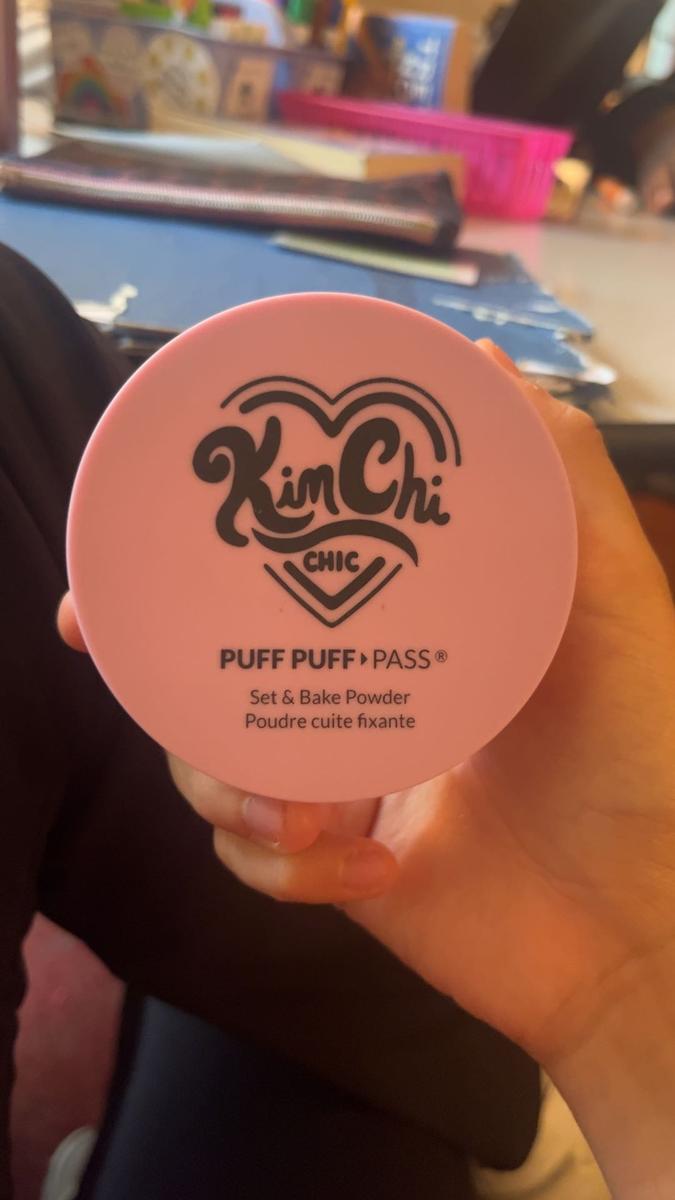 KimChi
CHIC
PUFF PUFF▸PASS®
Set & Bake Powder
Poudre cuite fixante